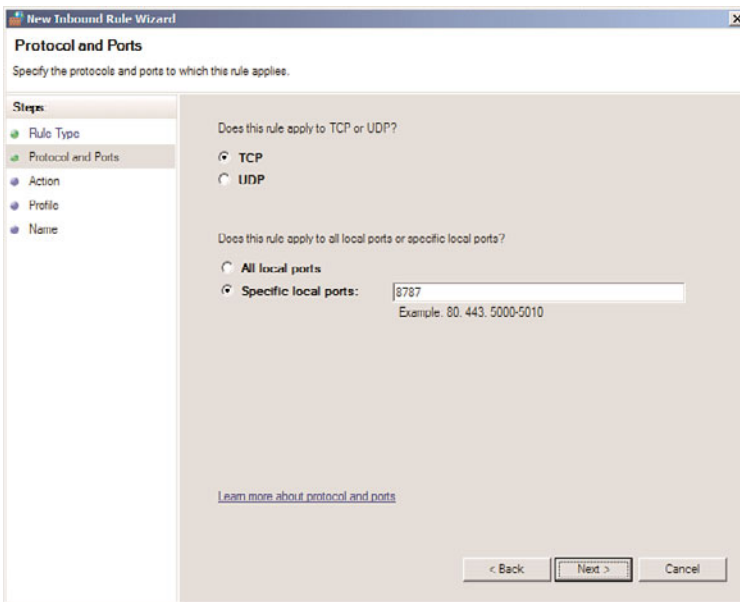 New Inbound Rule Wizard
Protocol and Ports
Specify the protocols and ports to which this rule applies.
Steps:
Rule Type
Protocol and Ports
Action
Profile
Name
Does this rule apply to TCP or UDP?
TCP
UDP
Does this rule apply to all local ports or specific local ports?
All local ports
Specific local ports:
8787
Example: 80, 443, 5000-5010
Learn more about protocol and ports
< Back
Next >
Cancel